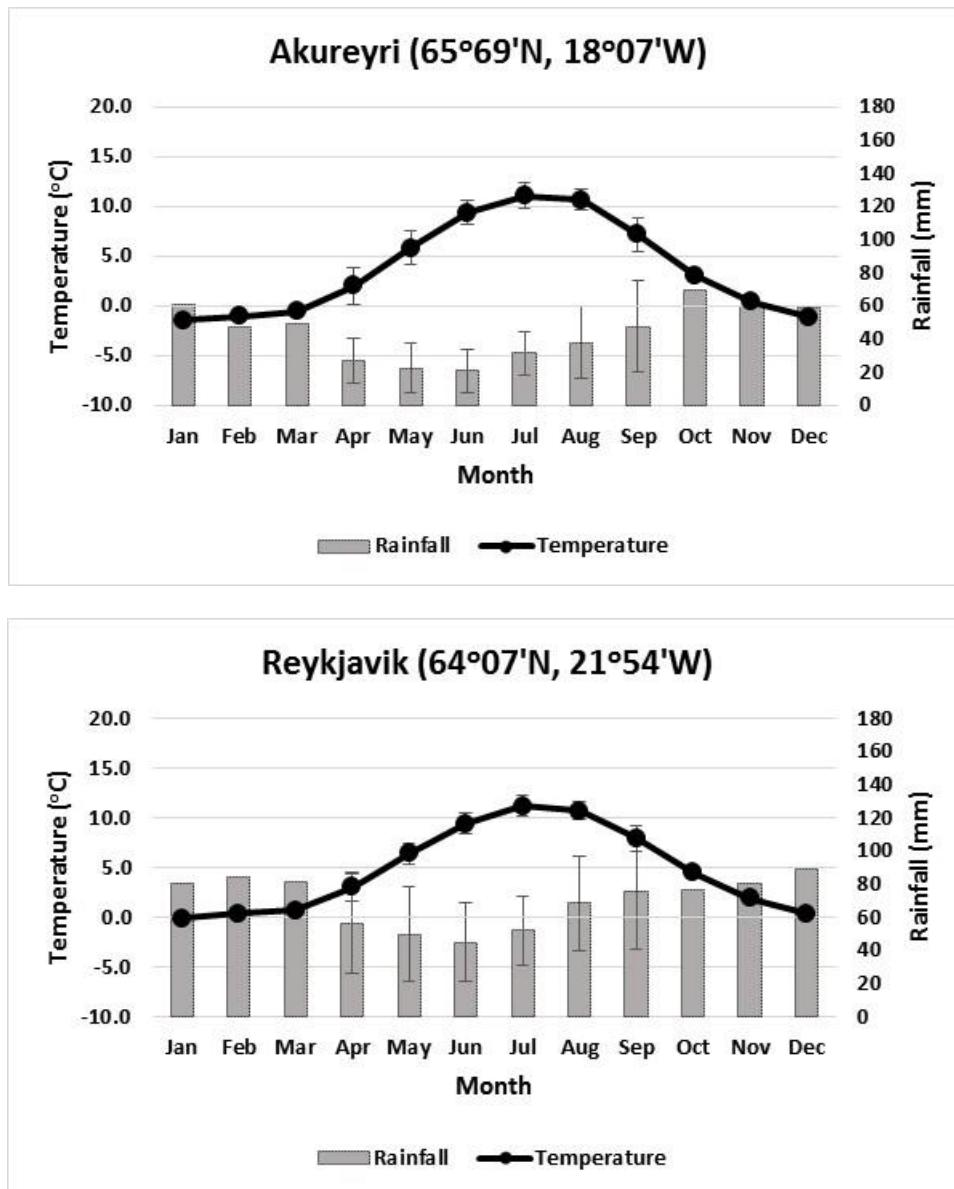 Akureyri (65°69'N, 18°07'W)
Temperature (°C)
20.0
15.0
10.0
5.0
0.0
-5.0
-10.0
180
160
140
120
100
80
60
40
20
0
Rainfall (mm)
Jan Feb Mar Apr May Jun Jul Aug Sep Oct Nov Dec
Month
Rainfall Temperature
Reykjavik (64°07'N, 21°54'W)
Temperature (°C)
20.0
15.0
10.0
5.0
0.0
-5.0
-10.0
180
160
140
120
100
80
60
40
20
0
Rainfall (mm)
Jan Feb Mar Apr May Jun Jul Aug Sep Oct Nov Dec
Month
Rainfall Temperature